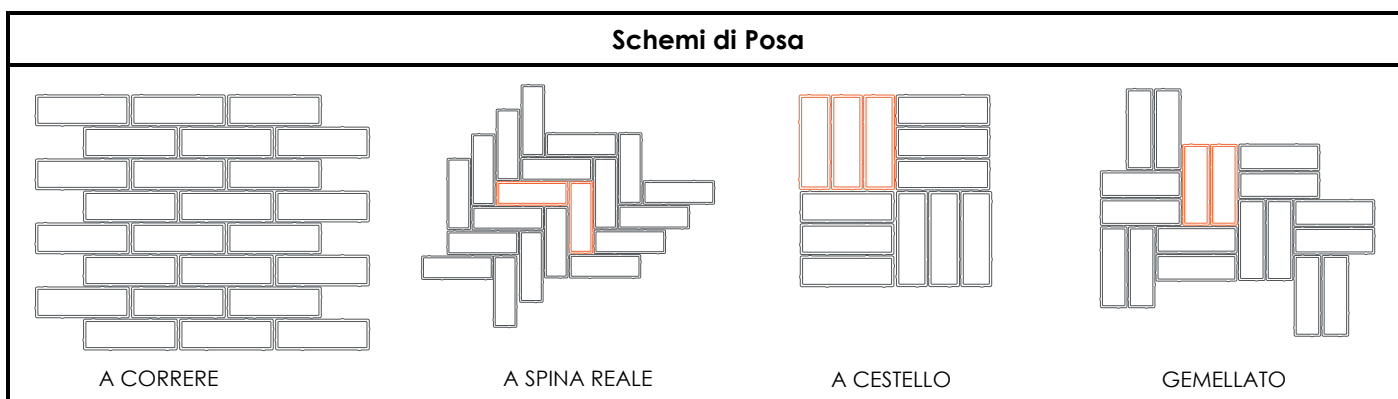 Schemi di Posa
A CORRERE
A SPINA REALE
A CESTELLO
GEMELLATO